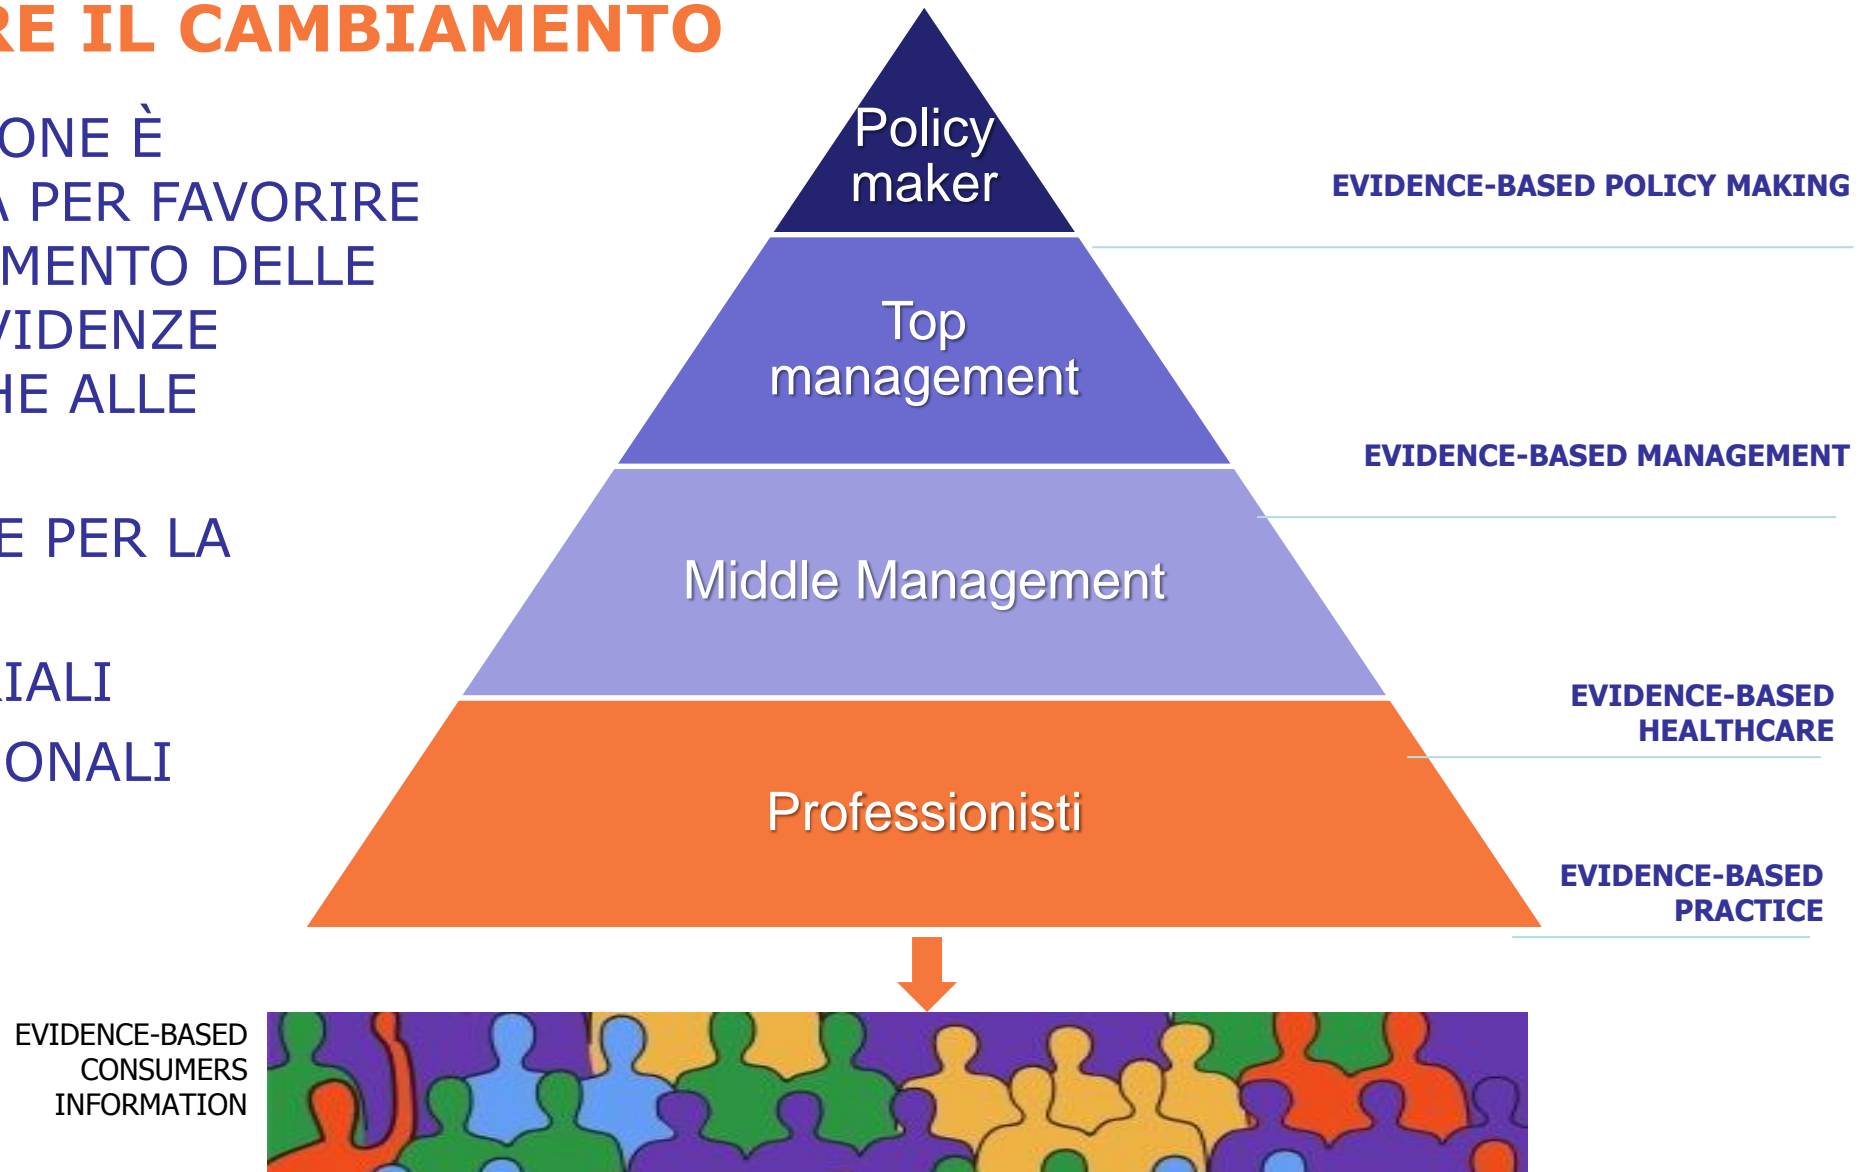 RE IL CAMBIAMENTO
ONE È
A PER FAVORIRE
MENTO DELLE
VIDENZE
HE ALLE
E PER LA
RIALI
ONALI
Policy
maker
EVIDENCE-BASED POLICY MAKING
Top
management
EVIDENCE-BASED MANAGEMENT
Middle Management
EVIDENCE-BASED
HEALTHCARE
Professionisti
EVIDENCE-BASED
PRACTICE
EVIDENCE-BASED
CONSUMERS
INFORMATION